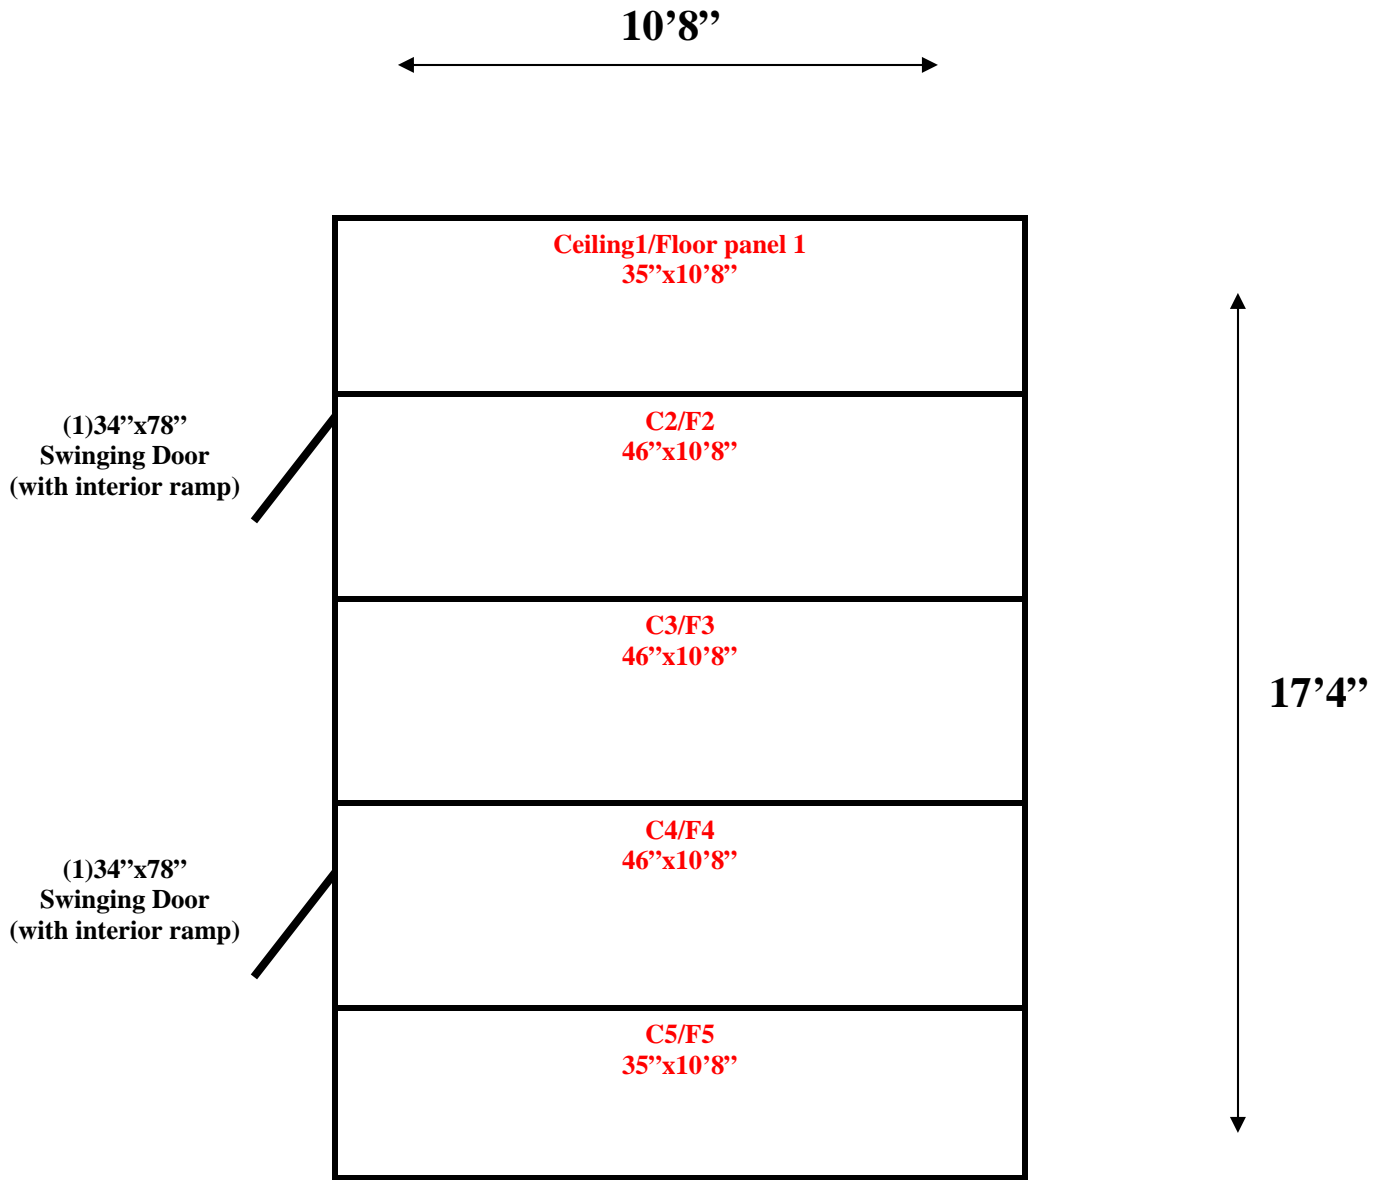 10’8”
Ceiling1/Floor panel 1
35”x10’8”
(1)34”x78”
Swinging Door
(with interior ramp)
C2/F2
46”x10’8”
C3/F3
46”x10’8”
17’4”
C4/F4
46”x10’8”
(1)34”x78”
Swinging Door
(with interior ramp)
C5/F5
35”x10’8”